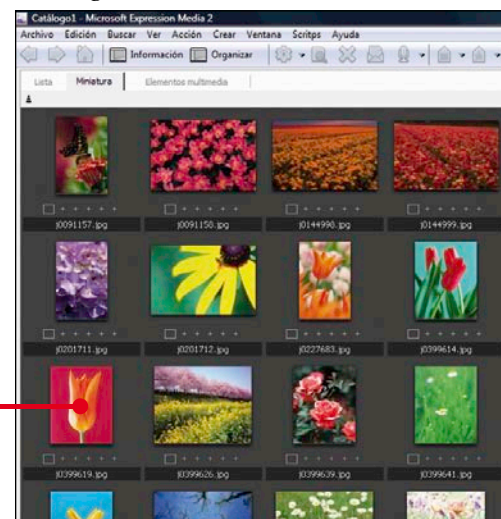 Catálogo1 - Microsoft Expression Media 2
Archivo Edición Buscar Ver Acción Crear Ventana Scritps Ayuda
Información Organizar
Lista Miniatura Elementos multimedia
j0091157.jpg j0091158.jpg j0144998.jpg j0144999.jpg
j0201711.jpg j0201712.jpg j0227683.jpg j0399614.jpg
j0399619.jpg j0399626.jpg j0399639.jpg j0399641.jpg